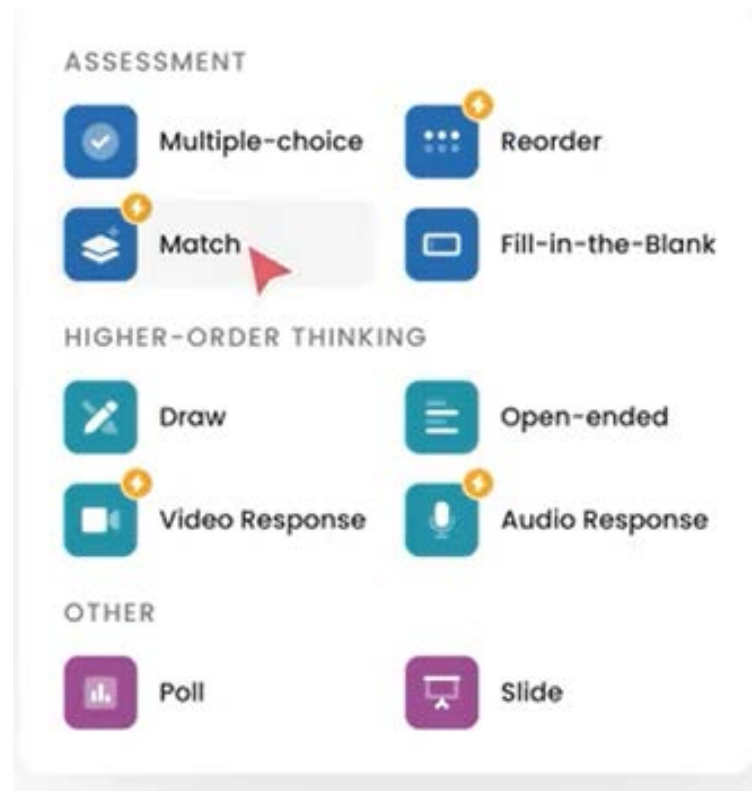 ASSESSMENT
Multiple-choice
Reorder
Match
Fill-in-the-Blank
HIGHER-ORDER THINKING
Draw
Open-ended
Video Response
Audio Response
OTHER
Poll
Slide